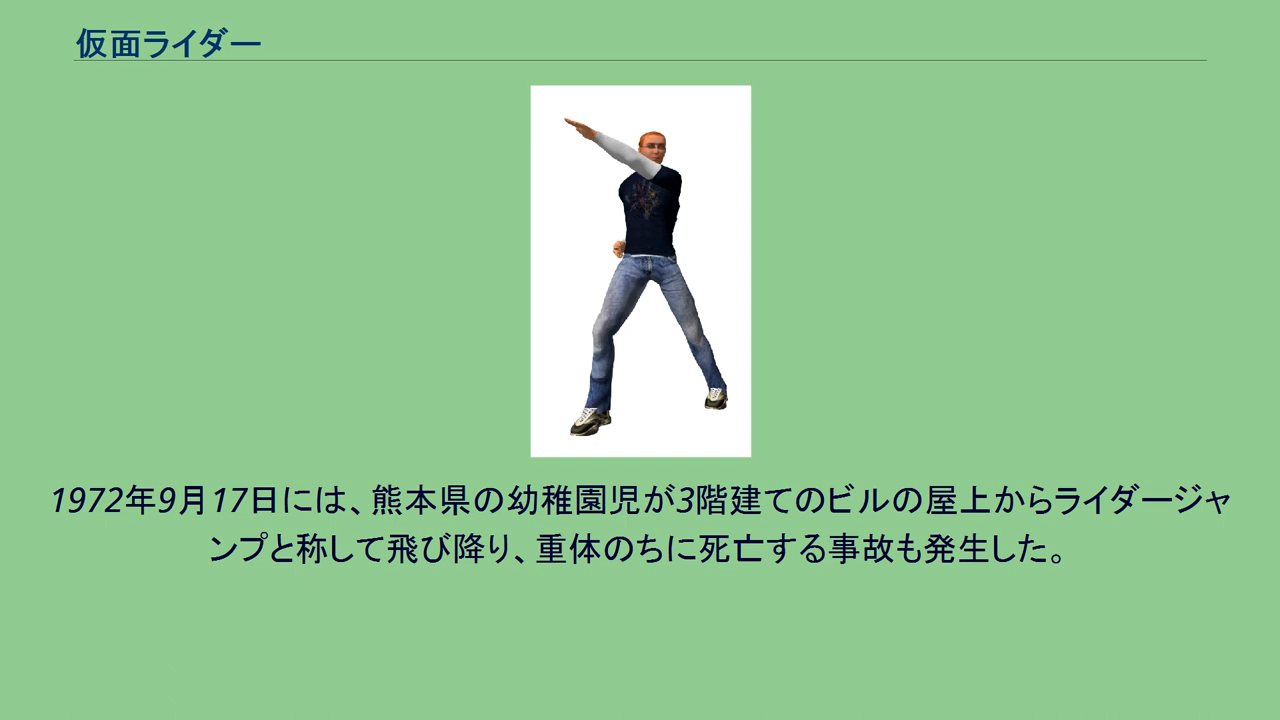 仮面ライダー
1972年9月17日には、熊本県の幼稚園児が3階建てのビルの屋上からライダージャ
ンプと称して飛び降り、重体のちに死亡する事故も発生した。